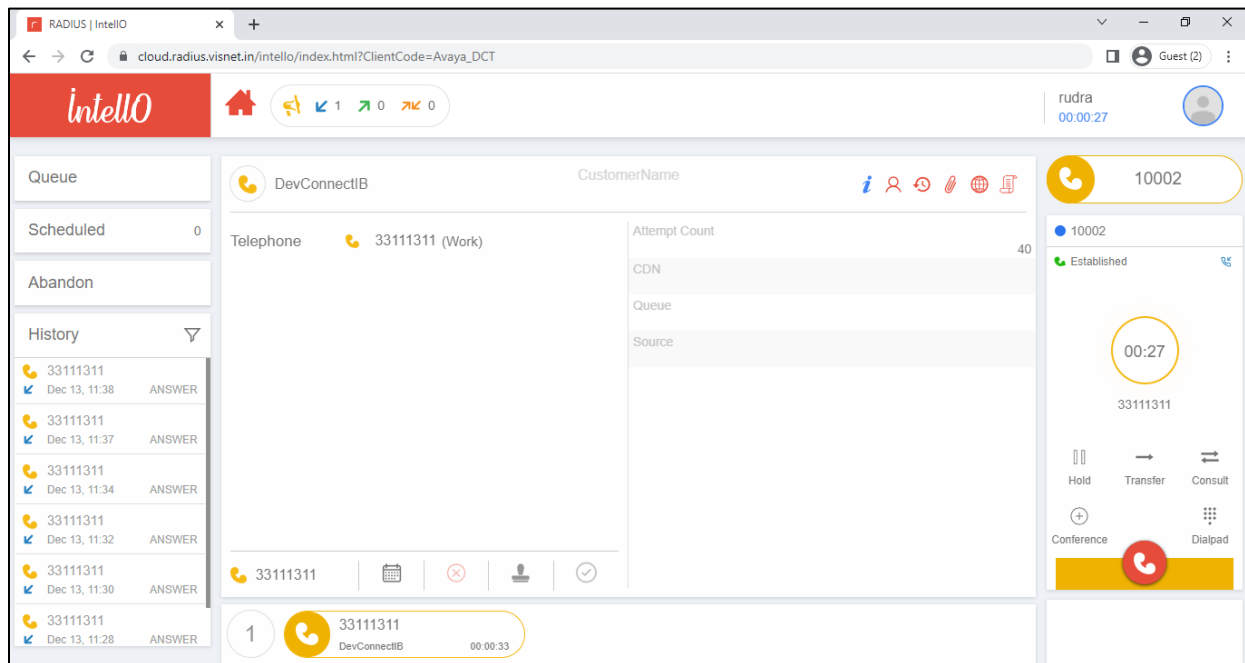 RADIUS | IntellO
cloud.radius.visnet.in/intello/index.html?ClientCode=Avaya_DCT
Guest (2)
intellO
1 0 0
rudra
00:00:27
Queue
Scheduled 0
Abandon
History
33111311
Dec 13, 11:38 ANSWER
33111311
Dec 13, 11:37 ANSWER
33111311
Dec 13, 11:34 ANSWER
33111311
Dec 13, 11:32 ANSWER
33111311
Dec 13, 11:30 ANSWER
33111311
Dec 13, 11:28 ANSWER
DevConnectIB
CustomerName
Telephone 33111311 (Work)
Attempt Count
40
CDN
Queue
Source
33111311
1
33111311
DevConnectIB 00:00:33
10002
10002
Established
00:27
33111311
Hold Transfer Consult
Conference Dialpad